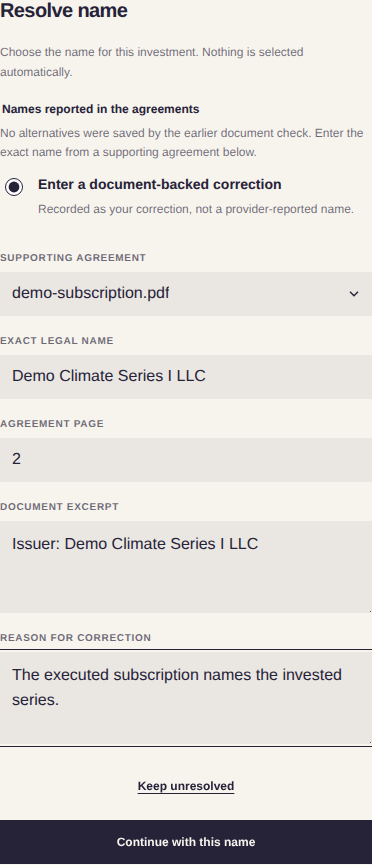 Resolve name
Choose the name for this investment. Nothing is selected
automatically.
Names reported in the agreements
No alternatives were saved by the earlier document check. Enter the
exact name from a supporting agreement below.
Enter a document-backed correction
Recorded as your correction, not a provider-reported name.
SUPPORTING AGREEMENT
demo-subscription.pdf
EXACT LEGAL NAME
Demo Climate Series I LLC
AGREEMENT PAGE
2
DOCUMENT EXCERPT
Issuer: Demo Climate Series I LLC
REASON FOR CORRECTION
The executed subscription names the invested
series.
Keep unresolved
Continue with this name